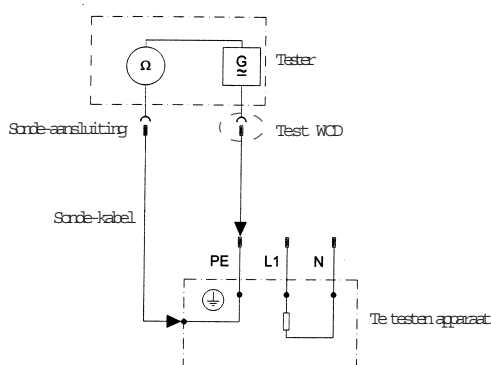 Ω
G
Tester
Sonde-aansluiting
Test WCD
Sonde-kabel
PE
L1
N
Te testen apparaat